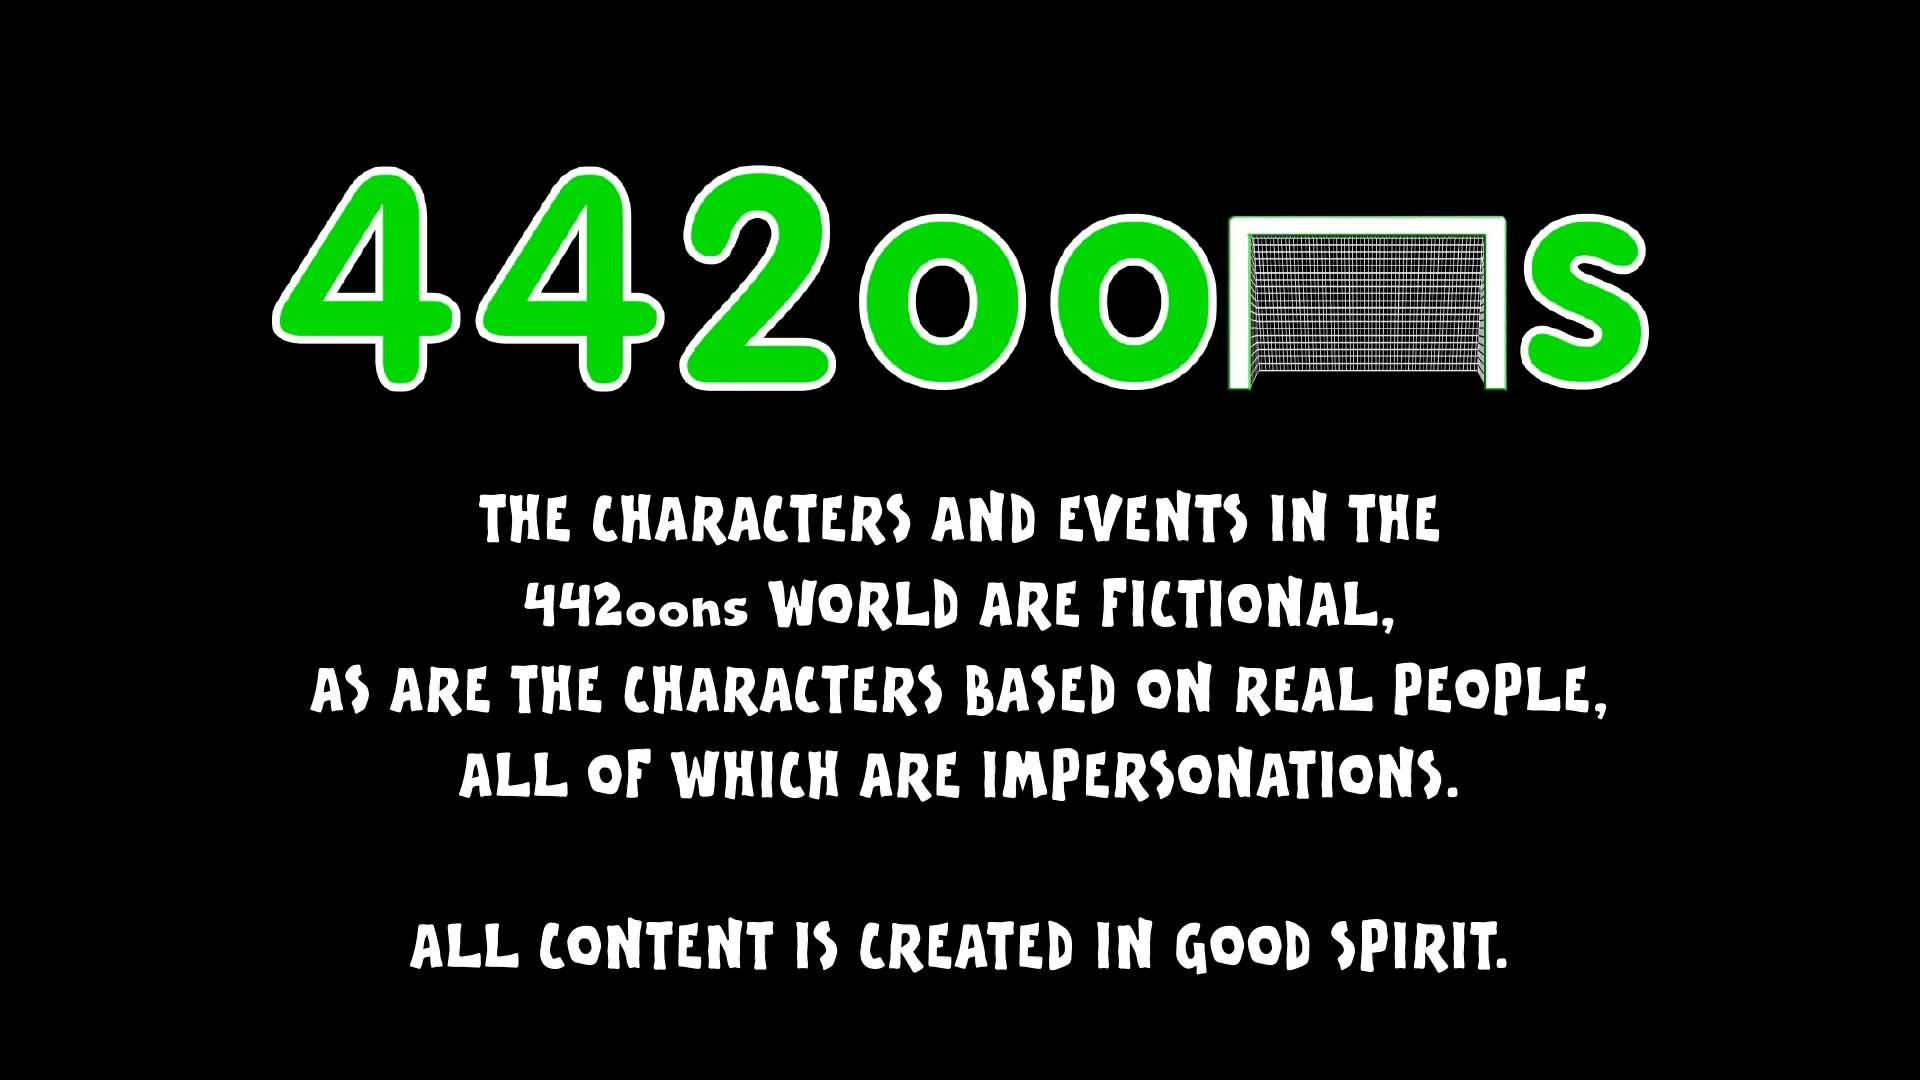 442oons
THE CHARACTERS AND EVENTS IN THE
442oons WORLD ARE FICTIONAL,
AS ARE THE CHARACTERS BASED ON REAL PEOPLE,
ALL OF WHICH ARE IMPERSONATIONS.
ALL CONTENT IS CREATED IN GOOD SPIRIT.